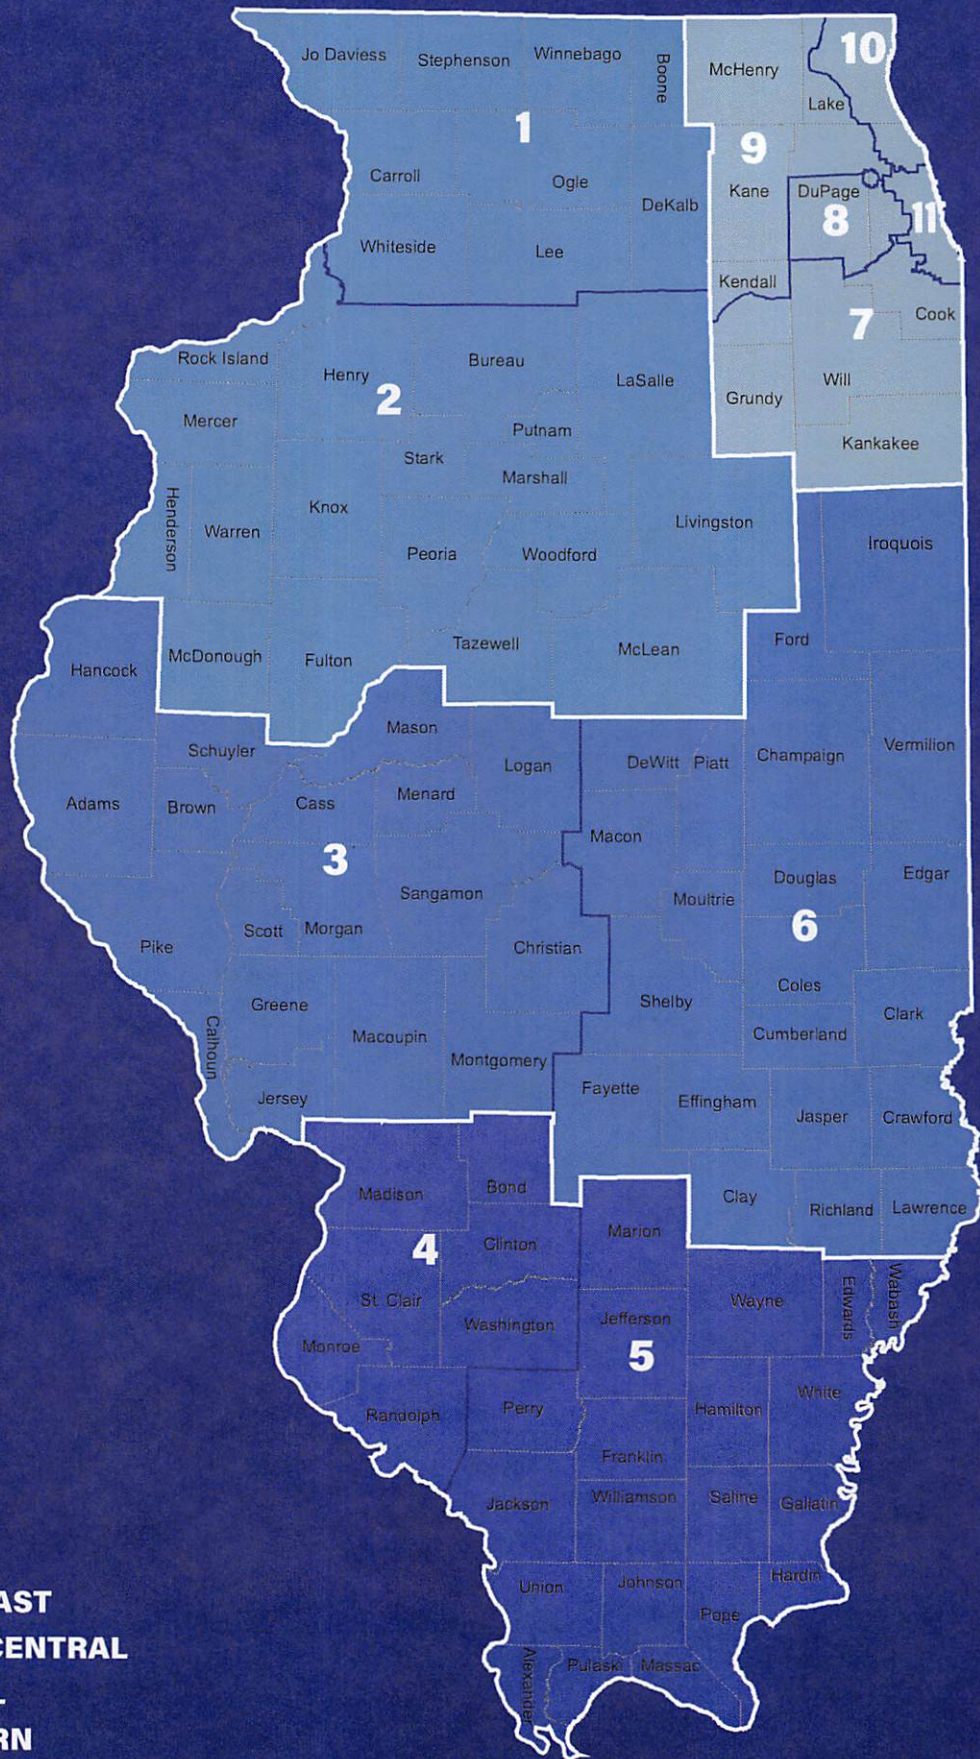 10
Jo Daviess
Stephenson
Winnebago
Boone
McHenry
Lake
1
9
Carroll
Ogle
DeKalb
Kane
DuPage
8
11
Whiteside
Lee
Kendall
7
Cook
Rock Island
Henry
Bureau
LaSalle
Will
Grundy
2
Mercer
Putnam
Kankakee
Stark
Marshall
Henderson
Warren
Knox
Peoria
Woodford
Livingston
Iroquois
Hancock
McDonough
Fulton
Tazewell
McLean
Ford
Mason
Schuyler
Logan
DeWitt
Piatt
Champaign
Vermilion
Adams
Brown
Cass
Menard
Macon
3
Sangamon
Douglas
Edgar
Moultrie
6
Scott
Morgan
Pike
Christian
Coles
Greene
Shelby
Clark
Calhoun
Macoupin
Cumberland
Montgomery
Jersey
Fayette
Effingham
Jasper
Crawford
Madison
Bond
Clay
Richland
Lawrence
4
Clinton
Marion
St. Clair
Washington
Jefferson
Wayne
Edwards
Wabash
Monroe
5
Randolph
Perry
Hamilton
White
Franklin
Jackson
Williamson
Saline
Gallatin
Union
Johnson
Hardin
Pope
Alexander
Pulaski
Massac
AST
CENTRAL
RN